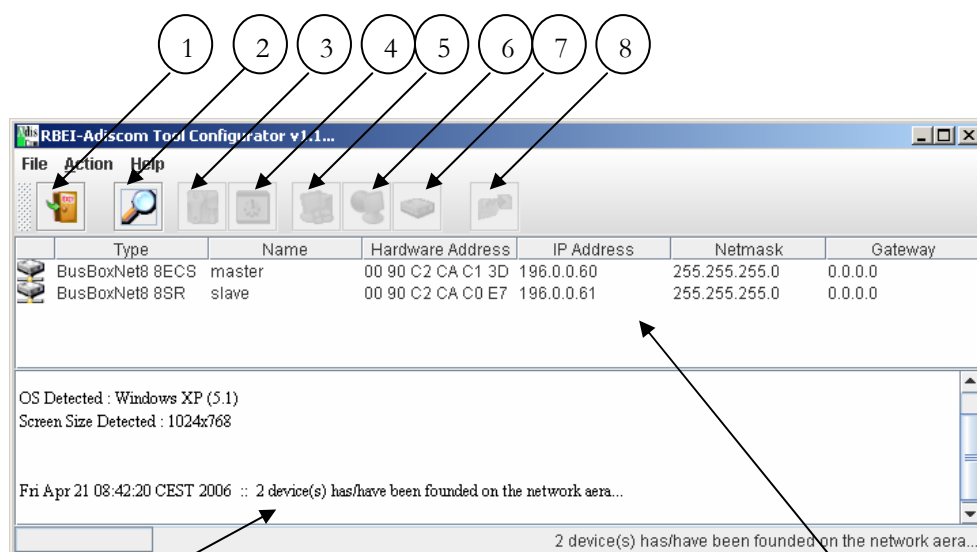 1 2 3 4 5 6 7 8
RBEI-Adiscom Tool Configurator v1.1...
File Action Help
Type Name Hardware Address IP Address Netmask Gateway
BusBoxNet8 8ECS master 00 90 C2 CA C1 3D 196.0.0.60 255.255.255.0 0.0.0.0
BusBoxNet8 8SR slave 00 90 C2 CA C0 E7 196.0.0.61 255.255.255.0 0.0.0.0
OS Detected : Windows XP (5.1)
Screen Size Detected : 1024x768
Fri Apr 21 08:42:20 CEST 2006 :: 2 device(s) has/have been founded on the network aera...
2 device(s) has/have been founded on the network aera...